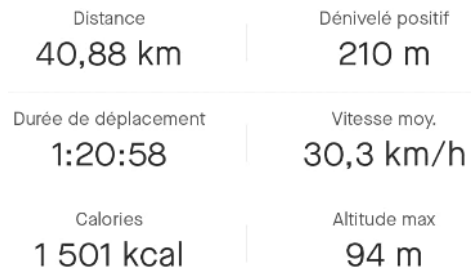 Distance
Dénivelé positif
40,88 km
210 m
Durée de déplacement
Vitesse moy.
1:20:58
30,3 km/h
Calories
Altitude max
1 501 kcal
94 m